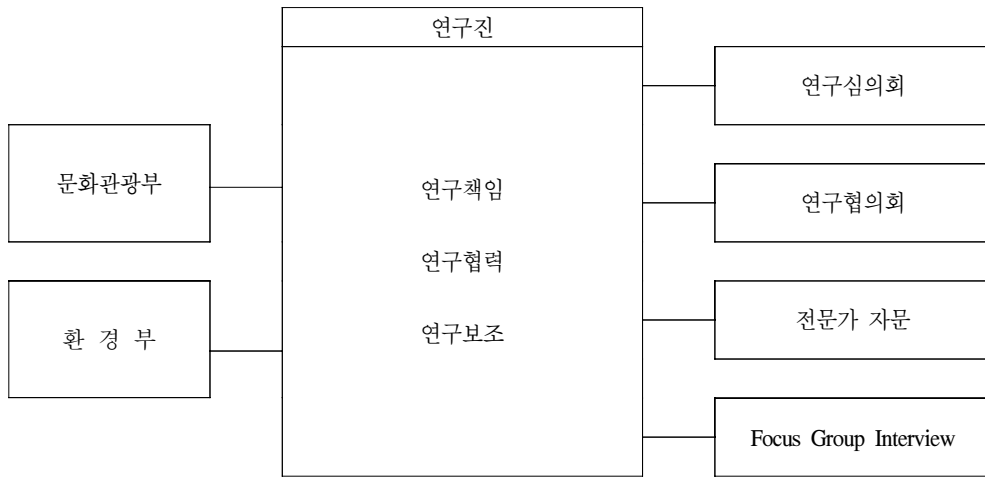 연구진
문화관광부
환 경 부
연구책임
연구협력
연구보조
연구심의회
연구협의회
전문가 자문
Focus Group Interview